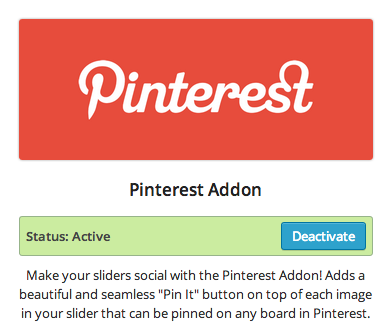 Pinterest
Pinterest Addon
Status: Active
Deactivate
Make your sliders social with the Pinterest Addon! Adds a
beautiful and seamless "Pin It" button on top of each image
in your slider that can be pinned on any board in Pinterest.